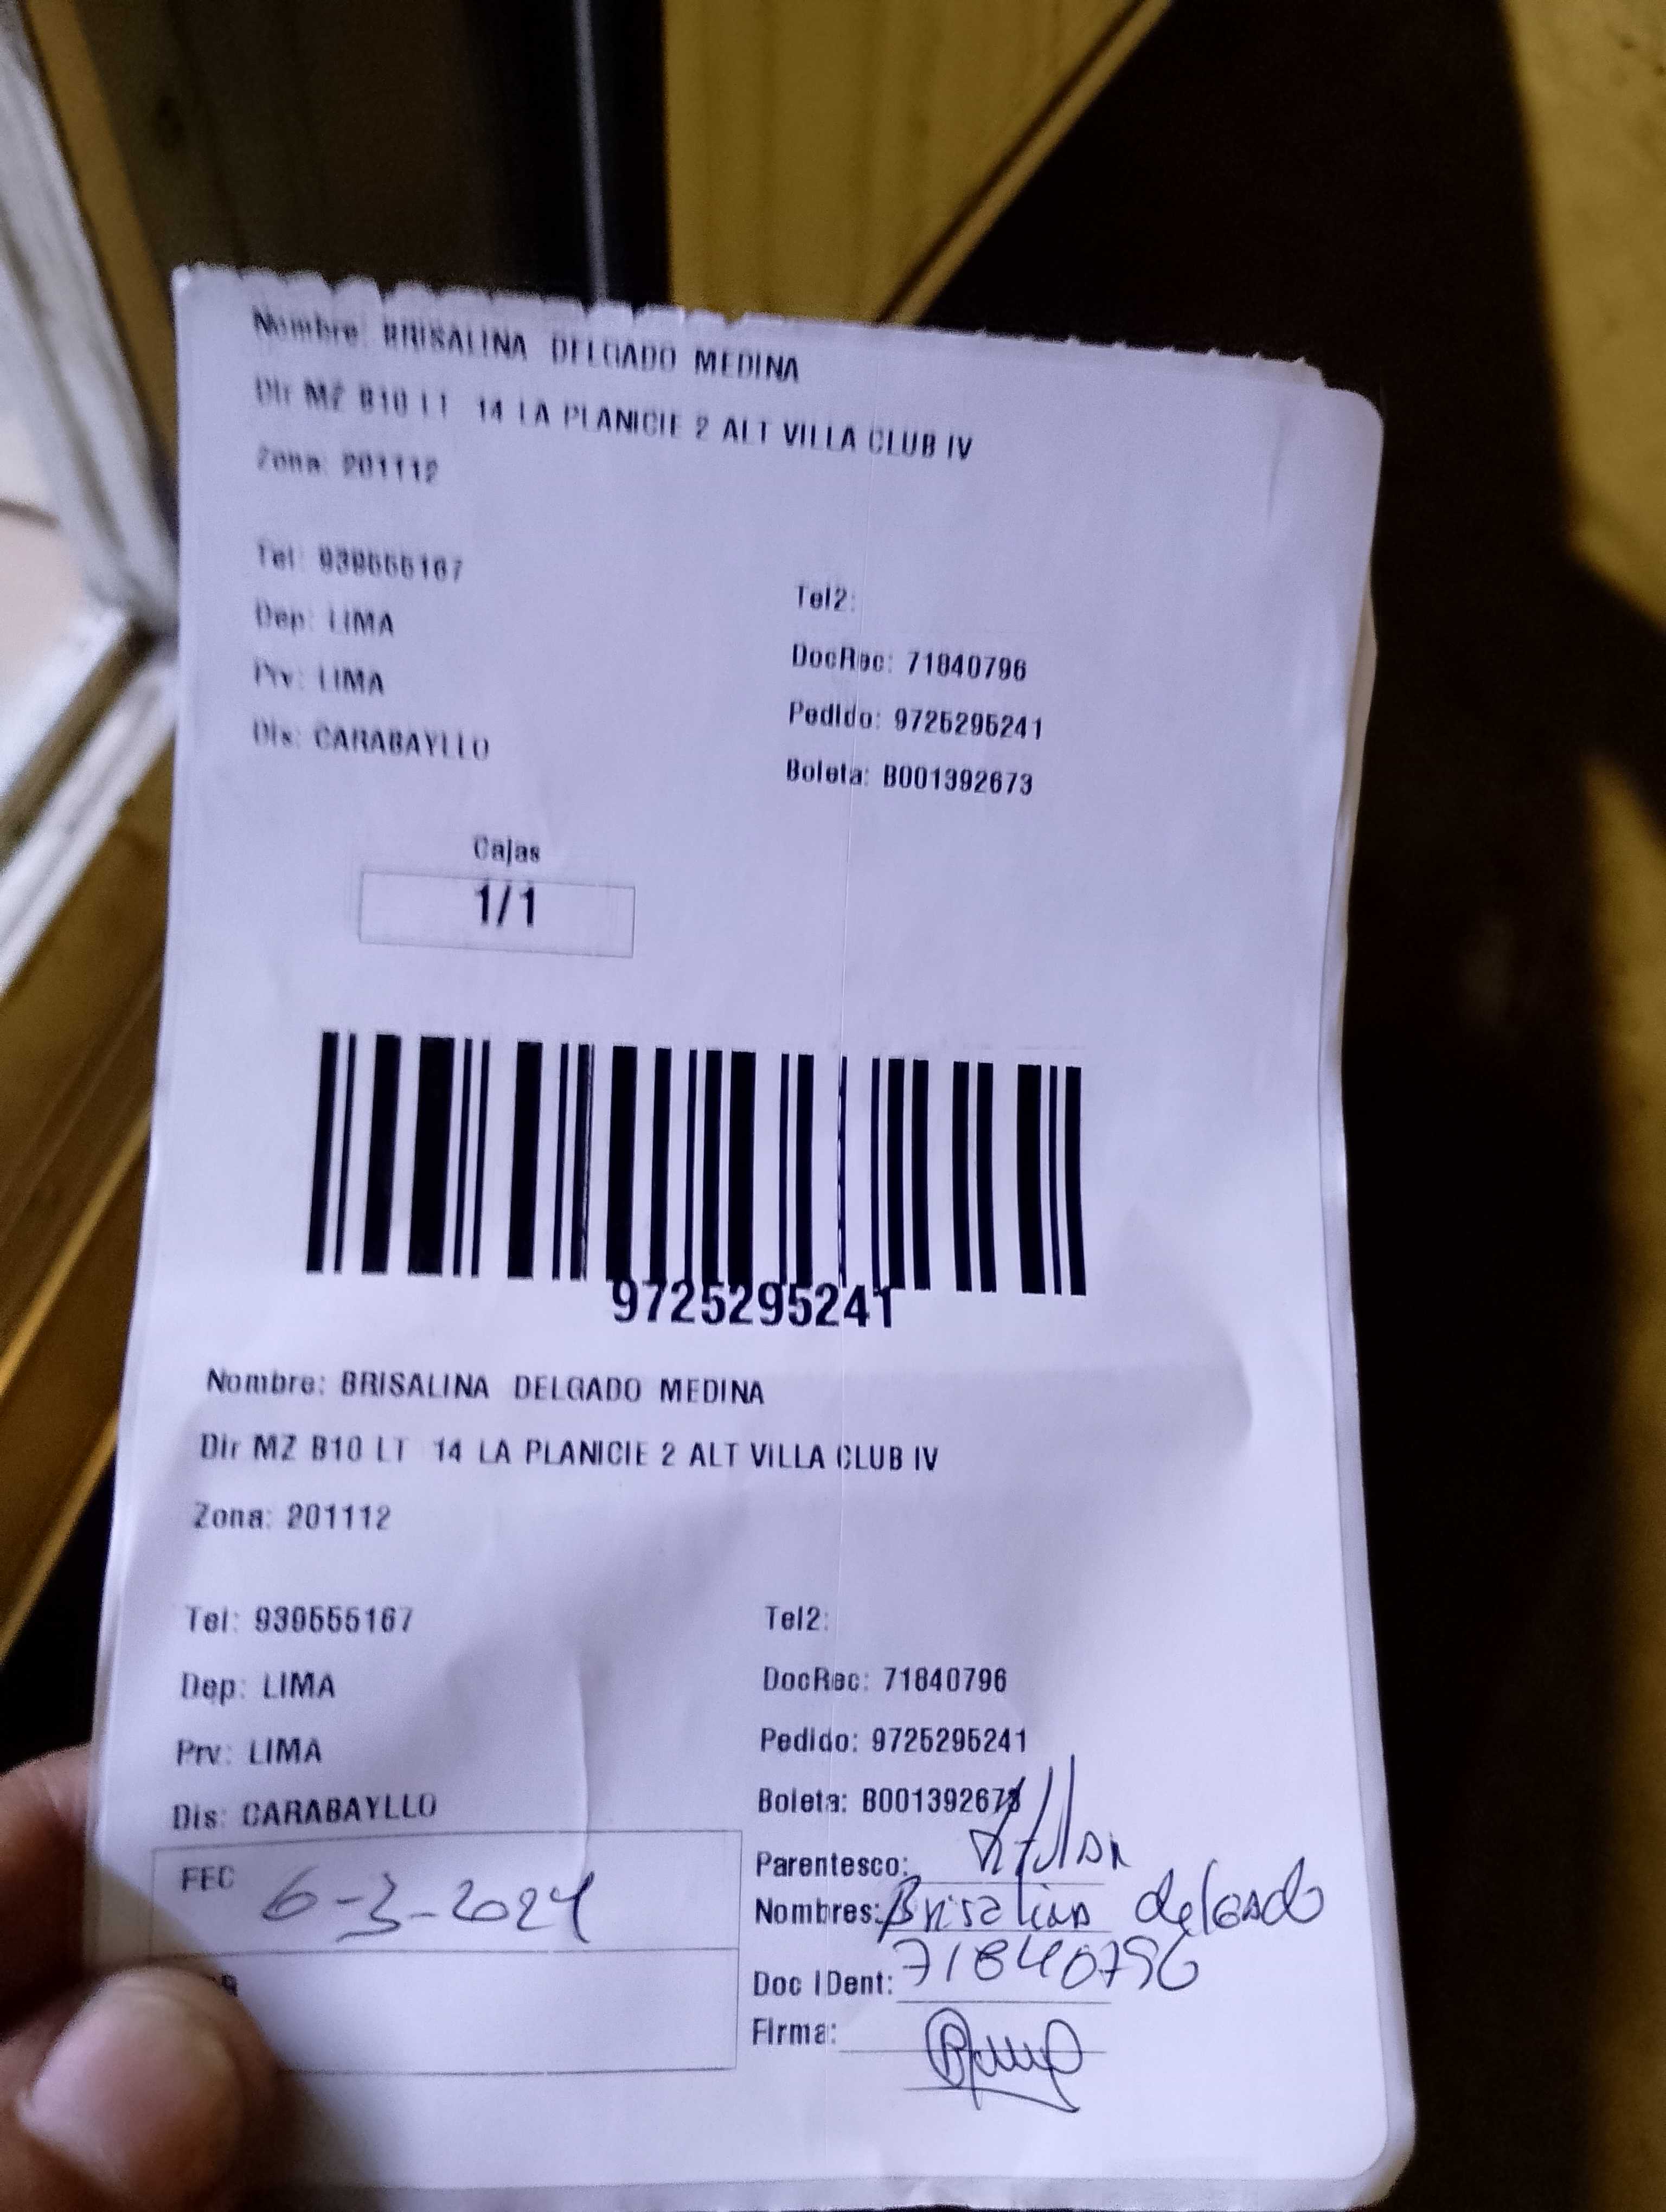 Nombre: BRISALINA DELGADO MEDINA
Dir MZ B10 LT 14 LA PLANICIE 2 ALT VILLA CLUB IV
Zona: 201112
Tel: 939555167
Tel2:
Dep: LIMA
DocRec: 71840796
Prv: LIMA
Pedido: 9725295241
Dis: CARABAYLLO
Boleta: B001392673
Cajas
1/1
9725295241
Nombre: BRISALINA DELGADO MEDINA
Dir MZ B10 LT 14 LA PLANICIE 2 ALT VILLA CLUB IV
Zona: 201112
Tel: 939555167
Tel2:
Dep: LIMA
DocRec: 71840796
Prv: LIMA
Pedido: 9725295241
Dis: CARABAYLLO
Boleta: B001392673
FEC 6-3-2024
Parentesco:
Nombres: Brisalina delgado
Doc IDent: 71840796
Firma: